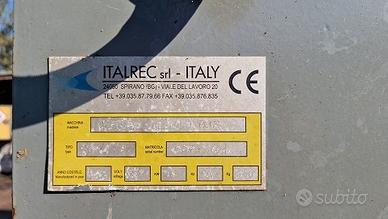 ITALREC srl - ITALY
24050 SPIRANO (BG) - VIALE DEL LAVORO 20
TEL +39.035.87.79.66 FAX +39.035.876.835
CE
MACCHINA
machine
TIPO
type
MATRICOLA
serial number
ANNO COSTRUZ.
Manufactured in year
VOLT
voltage
KW
Hz
Kg
subito